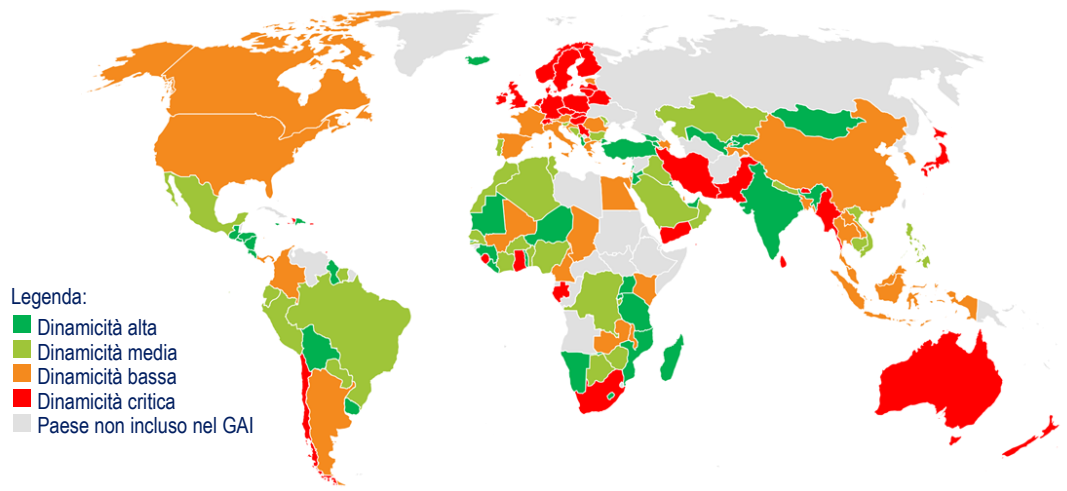 Legenda:
Dinamicità alta
Dinamicità media
Dinamicità bassa
Dinamicità critica
Paese non incluso nel GAI